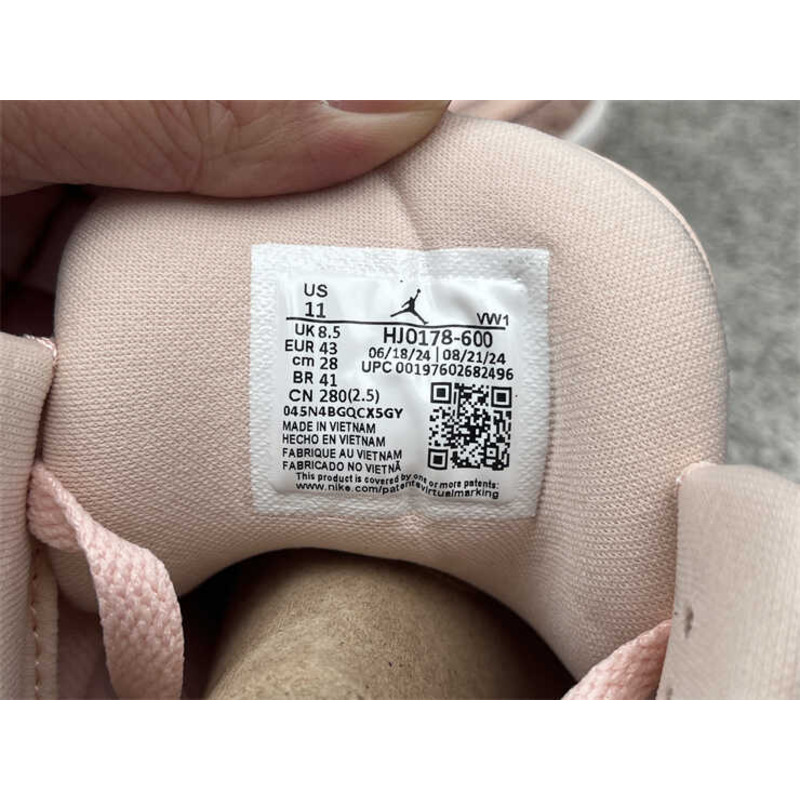 US
11
VW1
UK 8.5
HJ0178-600
EUR 43
06/18/24 | 08/21/24
cm 28
UPC 00197602682496
BR 41
CN 280(2.5)
045N4BGQCX5GY
MADE IN VIETNAM
HECHO EN VIETNAM
FABRIQUE AU VIETNAM
FABRICADO NO VIETNÃ
This product is covered by one or more patents:
www.nike.com/patentsvirtualmarking